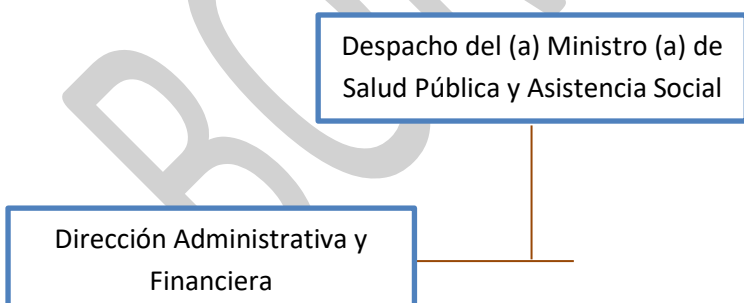 Despacho del (a) Ministro (a) de
Salud Pública y Asistencia Social
Dirección Administrativa y
Financiera